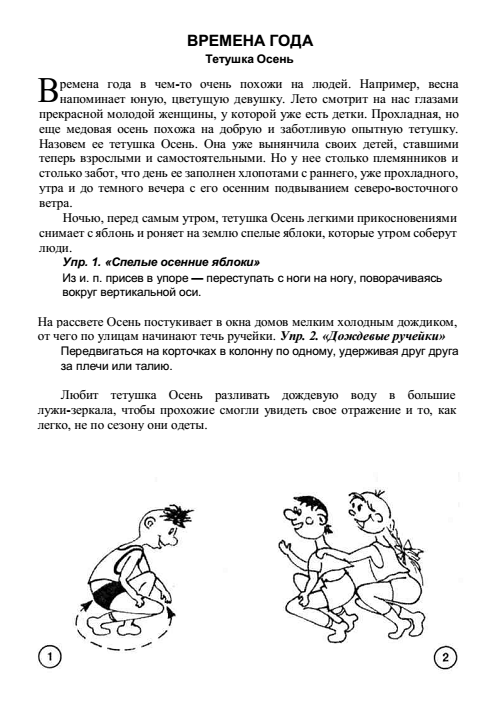 ВРЕМЕНА ГОДА
Тетушка Осень
Времена года в чем-то очень похожи на людей. Например, весна
напоминает юную, цветущую девушку. Лето смотрит на нас глазами
прекрасной молодой женщины, у которой уже есть детки. Прохладная, но
еще медовая осень похожа на добрую и заботливую опытную тетушку.
Назовем ее тетушка Осень. Она уже вынянчила своих детей, ставшими
теперь взрослыми и самостоятельными. Но у нее столько племянников и
столько забот, что день ее заполнен хлопотами с раннего, уже прохладного,
утра и до темного вечера с его осенним подвыванием северо-восточного
ветра.
Ночью, перед самым утром, тетушка Осень легкими прикосновениями
снимает с яблонь и роняет на землю спелые яблоки, которые утром соберут
люди.
Упр. 1. «Спелые осенние яблоки»
Из и. п. присев в упоре — переступать с ноги на ногу, поворачиваясь
вокруг вертикальной оси.
На рассвете Осень постукивает в окна домов мелким холодным дождиком,
от чего по улицам начинают течь ручейки. Упр. 2. «Дождевые ручейки»
Передвигаться на корточках в колонну по одному, удерживая друг друга
за плечи или талию.
Любит тетушка Осень разливать дождевую воду в большие
лужи-зеркала, чтобы прохожие смогли увидеть свое отражение и то, как
легко, не по сезону они одеты.
1
2